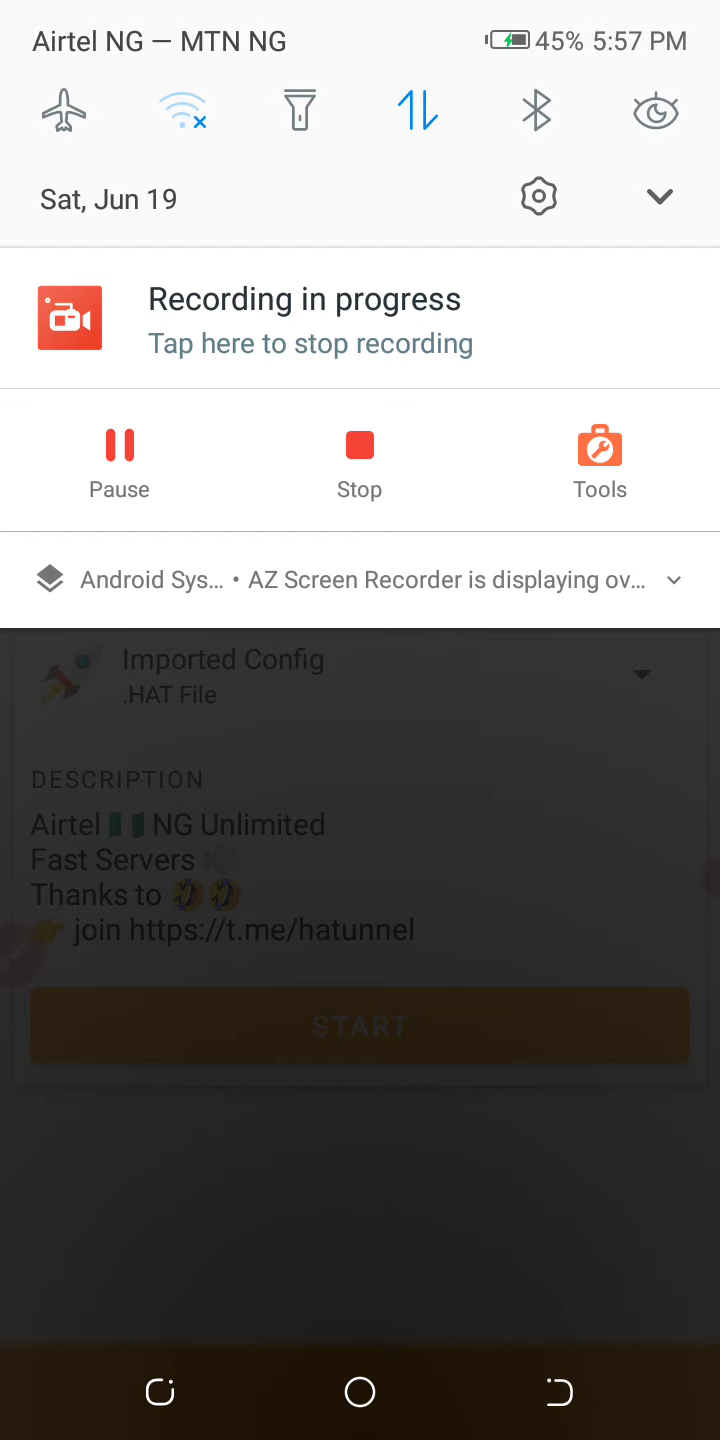 Airtel NG — MTN NG 45% 5:57 PM
Sat, Jun 19
Recording in progress
Tap here to stop recording
Pause Stop Tools
Android Sys... • AZ Screen Recorder is displaying ov...
Imported Config
.HAT File
DESCRIPTION
Airtel 🇳🇬 NG Unlimited
Fast Servers
Thanks to 🤣🤣
👉 join https://t.me/hatunnel
START